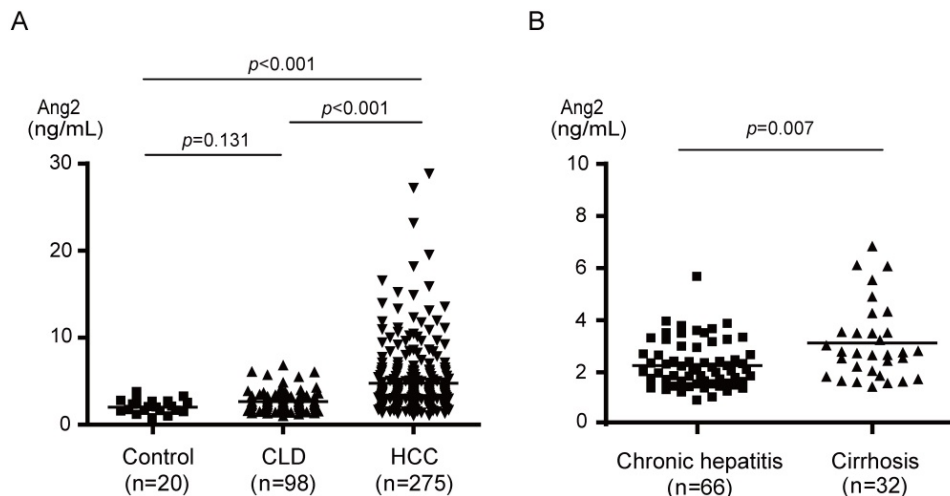 A
p<0.001
Ang2
(ng/mL)
p<0.001
p=0.131
30
20
10
0
Control
(n=20)
CLD
(n=98)
HCC
(n=275)
B
Ang2
(ng/mL)
p=0.007
10
8
6
4
2
0
Chronic hepatitis
(n=66)
Cirrhosis
(n=32)